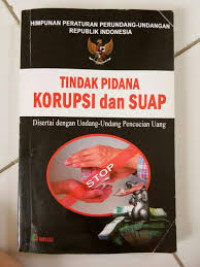 HIMPUNAN PERATURAN PERUNDANG-UNDANGAN
REPUBLIK INDONESIA
TINDAK PIDANA
KORUPSI dan SUAP
Disertai dengan Undang-Undang Pencucian Uang
STOP